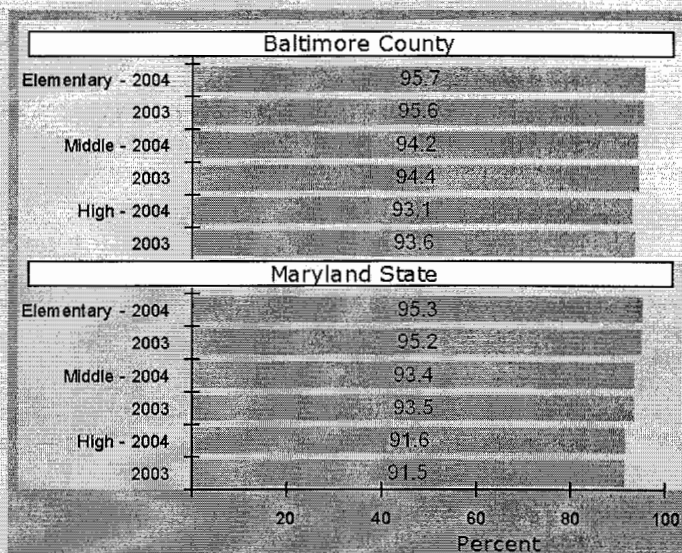 Baltimore County
Elementary - 2004 95.7
2003 95.6
Middle - 2004 94.2
2003 94.4
High - 2004 93.1
2003 93.6
Maryland State
Elementary - 2004 95.3
2003 95.2
Middle - 2004 93.4
2003 93.5
High - 2004 91.6
2003 91.5
20 40 60 80 100
Percent